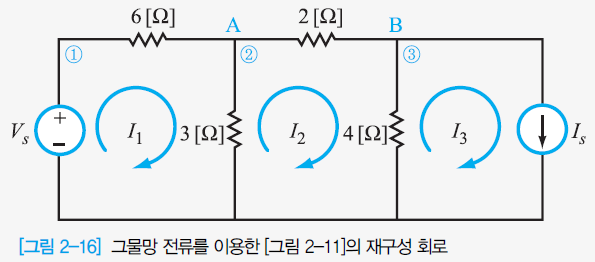 6 [Ω] A 2 [Ω] B
① ② ③
Vs + − I1 3 [Ω] I2 4 [Ω] I3 Is
[그림 2-16] 그물망 전류를 이용한 [그림 2-11]의 재구성 회로